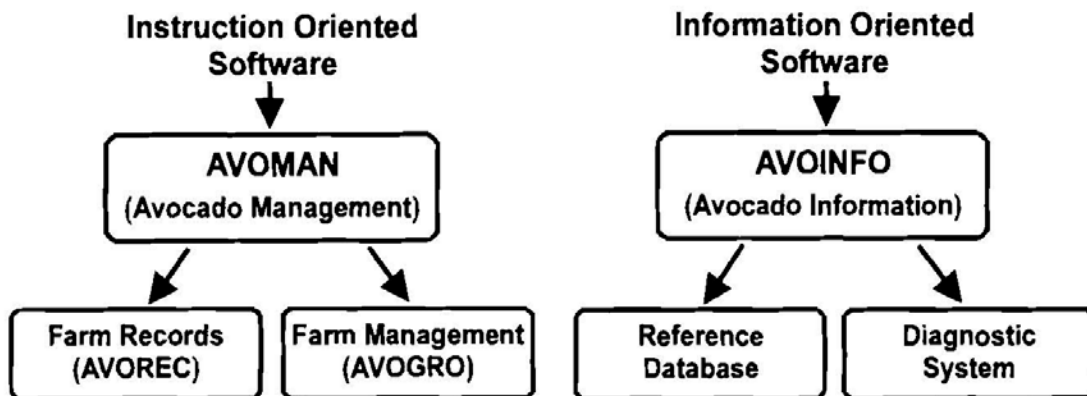 Instruction Oriented
Software
AVOMAN
(Avocado Management)
Farm Records
(AVOREC)
Farm Management
(AVOGRO)
Information Oriented
Software
AVOINFO
(Avocado Information)
Reference
Database
Diagnostic
System